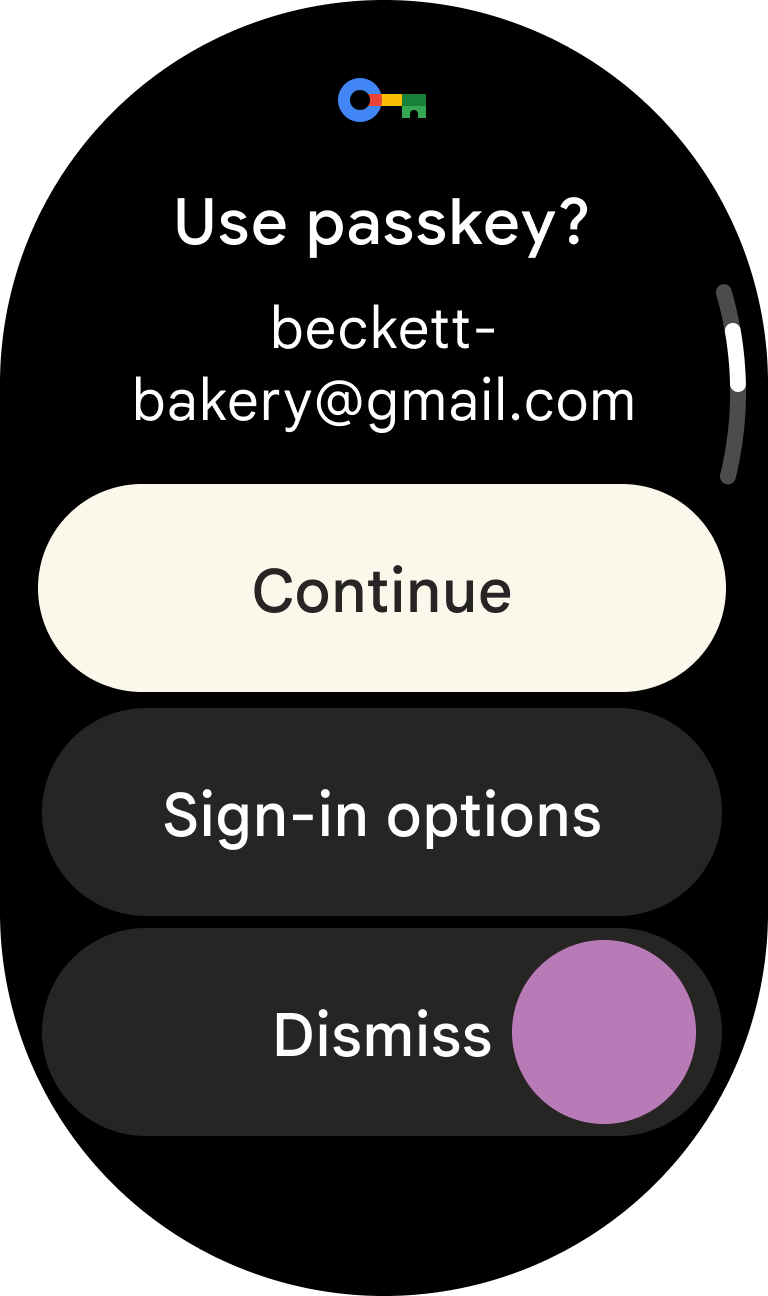 Use passkey?
beckett-
bakery@gmail.com
Continue
Sign-in options
Dismiss